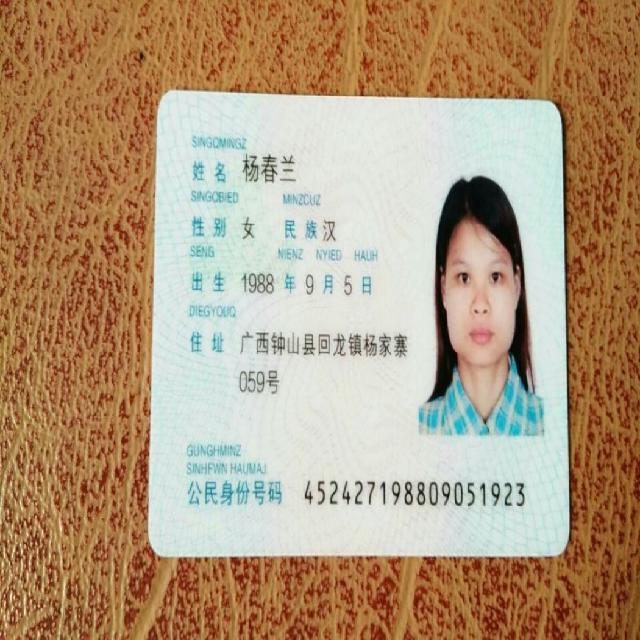 SINGQMINGZ
姓名 杨春兰
SINGQBIED MINZCUZ
性别 女 民族 汉
SENG NIENZ NYIED HAUH
出生 1988 年 9 月 5 日
DIEGYOUQ
住址 广西钟山县回龙镇杨家寨
059号
GUNGHMINZ
SINHFWN HAUMAJ
公民身份号码 452427198809051923